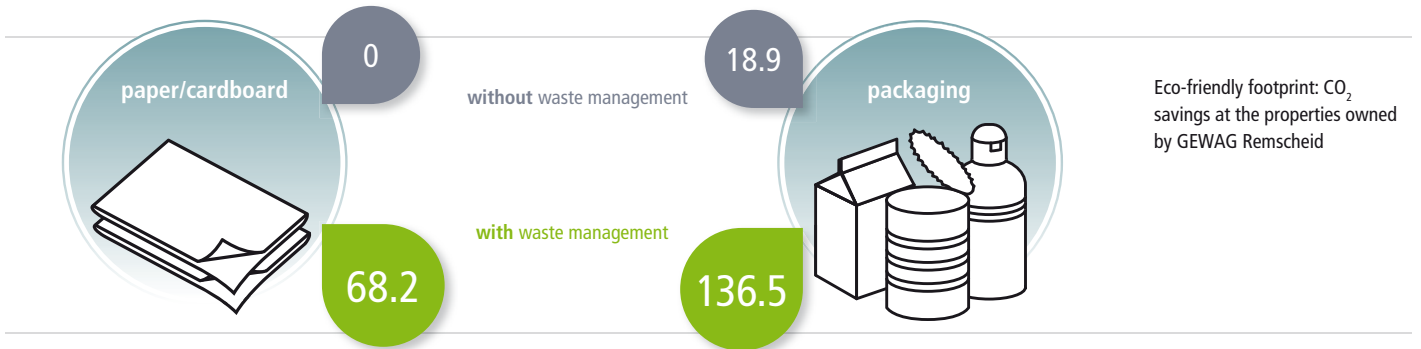 paper/cardboard
0
without waste management
18.9
packaging
Eco-friendly footprint: CO₂
savings at the properties owned
by GEWAG Remscheid
with waste management
68.2
136.5